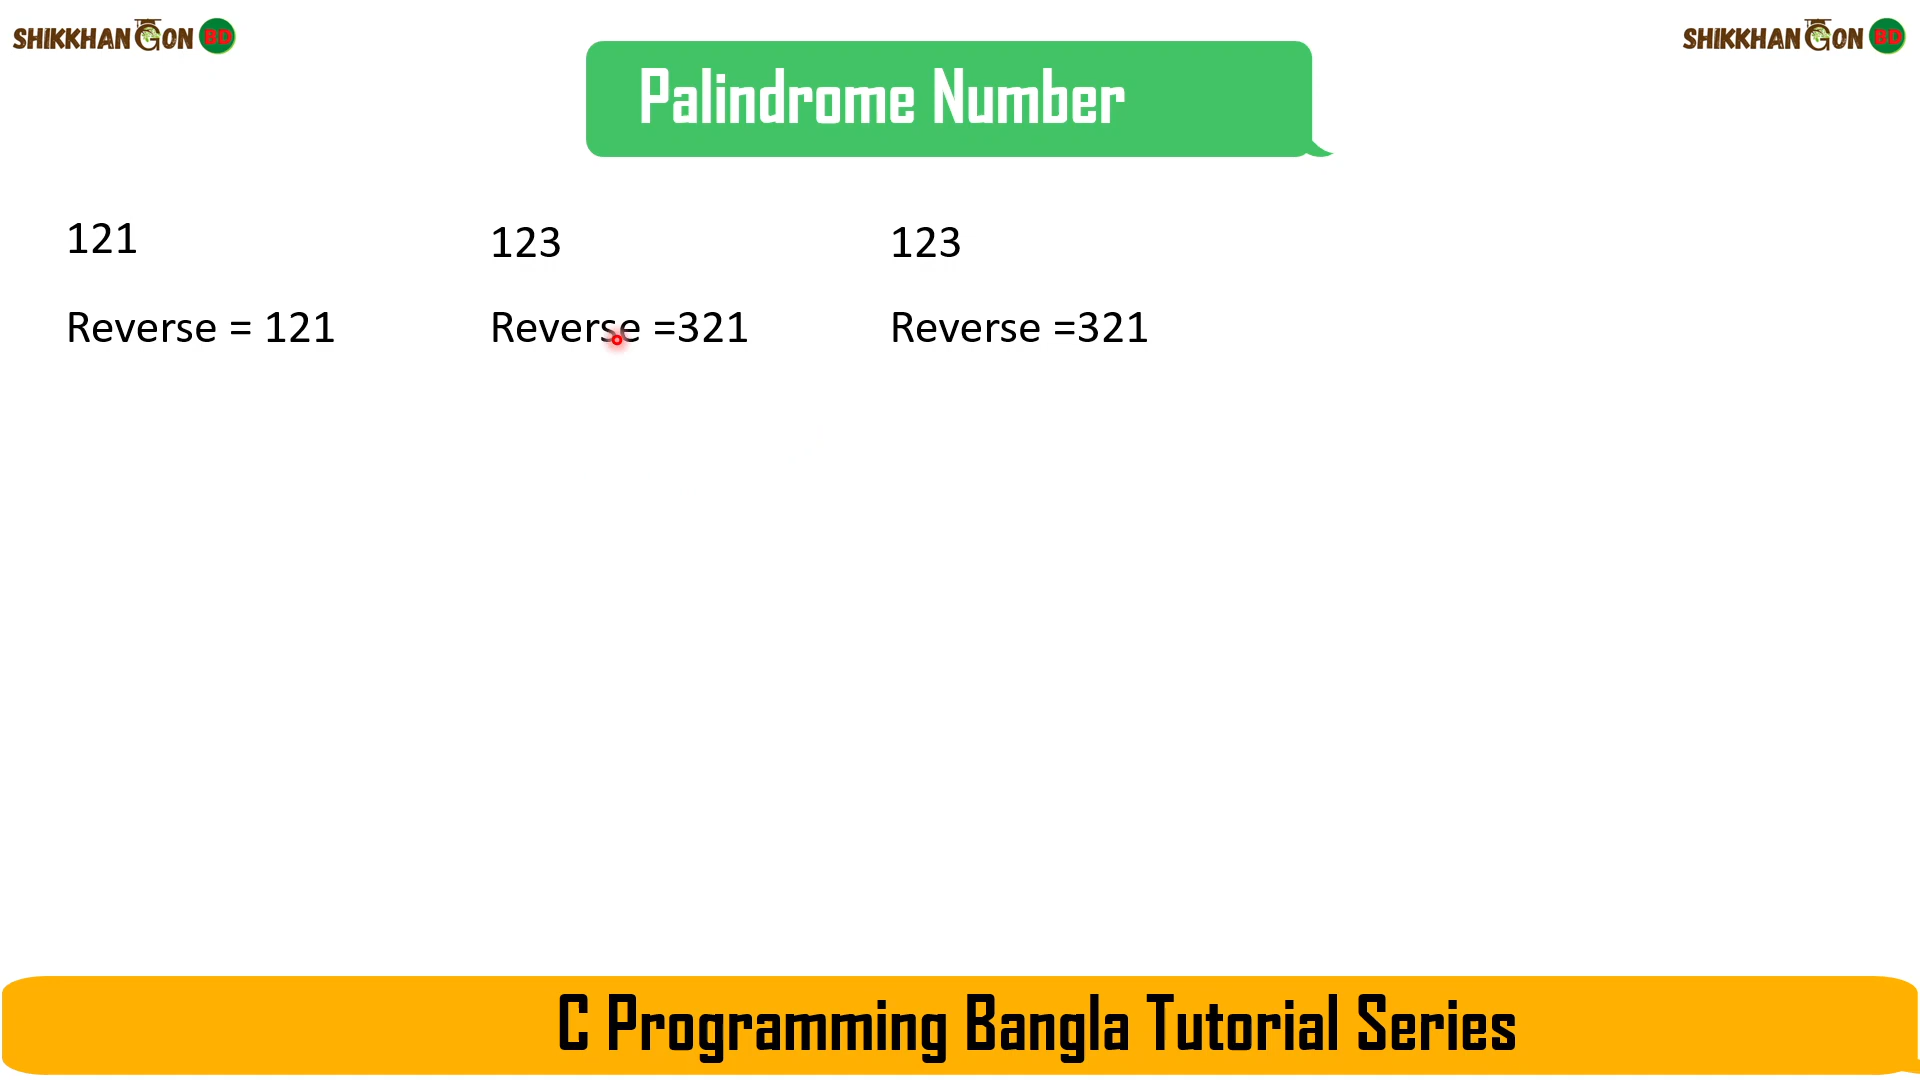 SHIKKHANGON BD
SHIKKHANGON BD
Palindrome Number
121
Reverse = 121
123
Reverse =321
123
Reverse =321
C Programming Bangla Tutorial Series